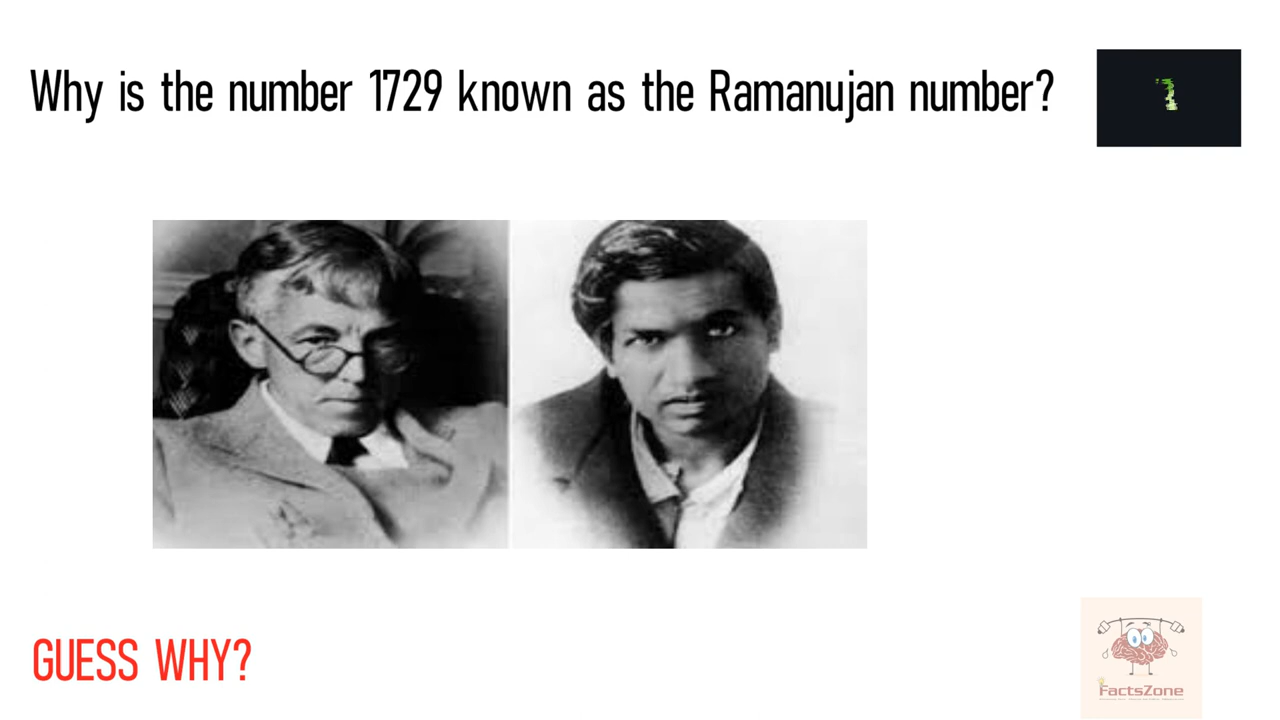 Why is the number 1729 known as the Ramanujan number?
GUESS WHY?
FactsZone